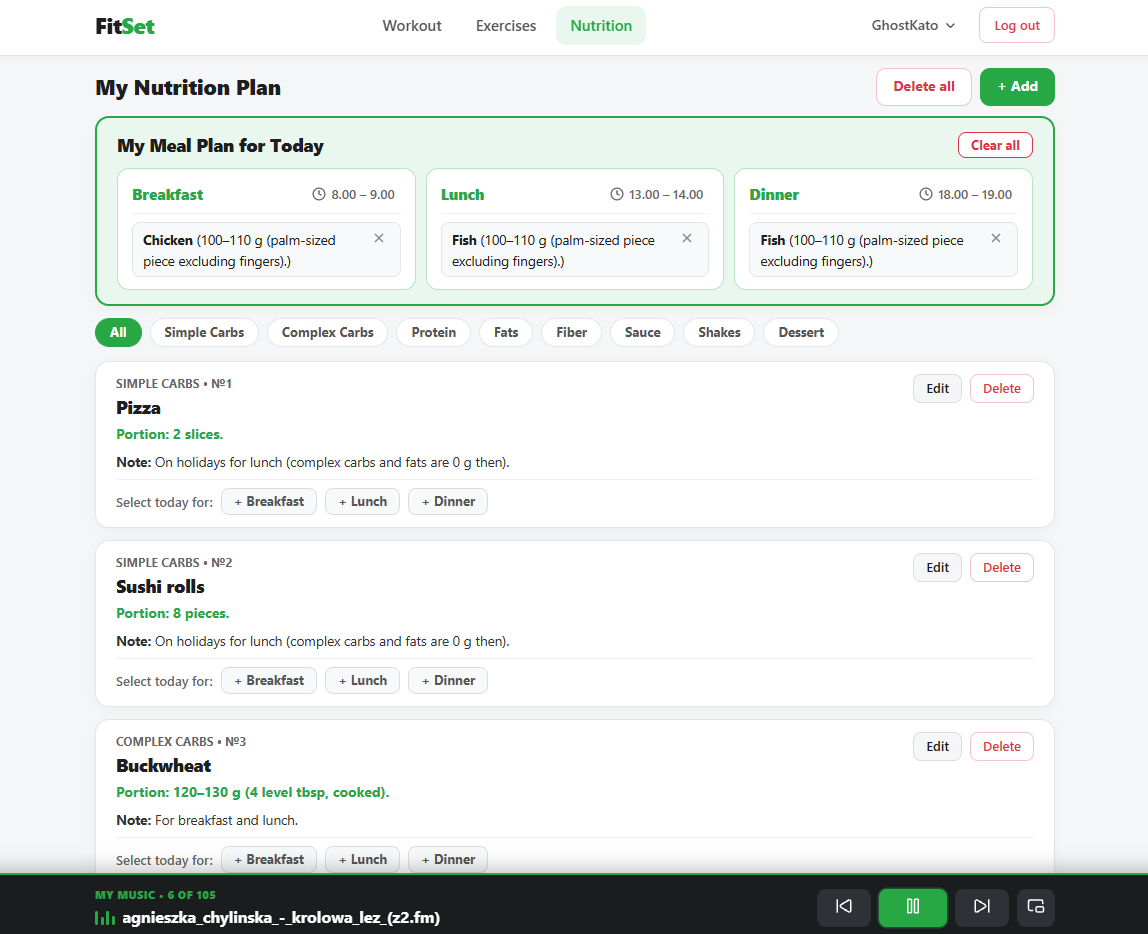 FitSet
Workout
Exercises
Nutrition
GhostKato
Log out
My Nutrition Plan
Delete all
+ Add
My Meal Plan for Today
Clear all
Breakfast
8.00 – 9.00
Chicken (100–110 g (palm-sized
piece excluding fingers).)
Lunch
13.00 – 14.00
Fish (100–110 g (palm-sized piece
excluding fingers).)
Dinner
18.00 – 19.00
Fish (100–110 g (palm-sized piece
excluding fingers).)
All
Simple Carbs
Complex Carbs
Protein
Fats
Fiber
Sauce
Shakes
Dessert
SIMPLE CARBS • №1
Edit
Delete
Pizza
Portion: 2 slices.
Note: On holidays for lunch (complex carbs and fats are 0 g then).
Select today for:
+ Breakfast
+ Lunch
+ Dinner
SIMPLE CARBS • №2
Edit
Delete
Sushi rolls
Portion: 8 pieces.
Note: On holidays for lunch (complex carbs and fats are 0 g then).
Select today for:
+ Breakfast
+ Lunch
+ Dinner
COMPLEX CARBS • №3
Edit
Delete
Buckwheat
Portion: 120–130 g (4 level tbsp, cooked).
Note: For breakfast and lunch.
Select today for:
+ Breakfast
+ Lunch
+ Dinner
MY MUSIC • 6 OF 105
agnieszka_chylinska_-_krolowa_lez_(z2.fm)